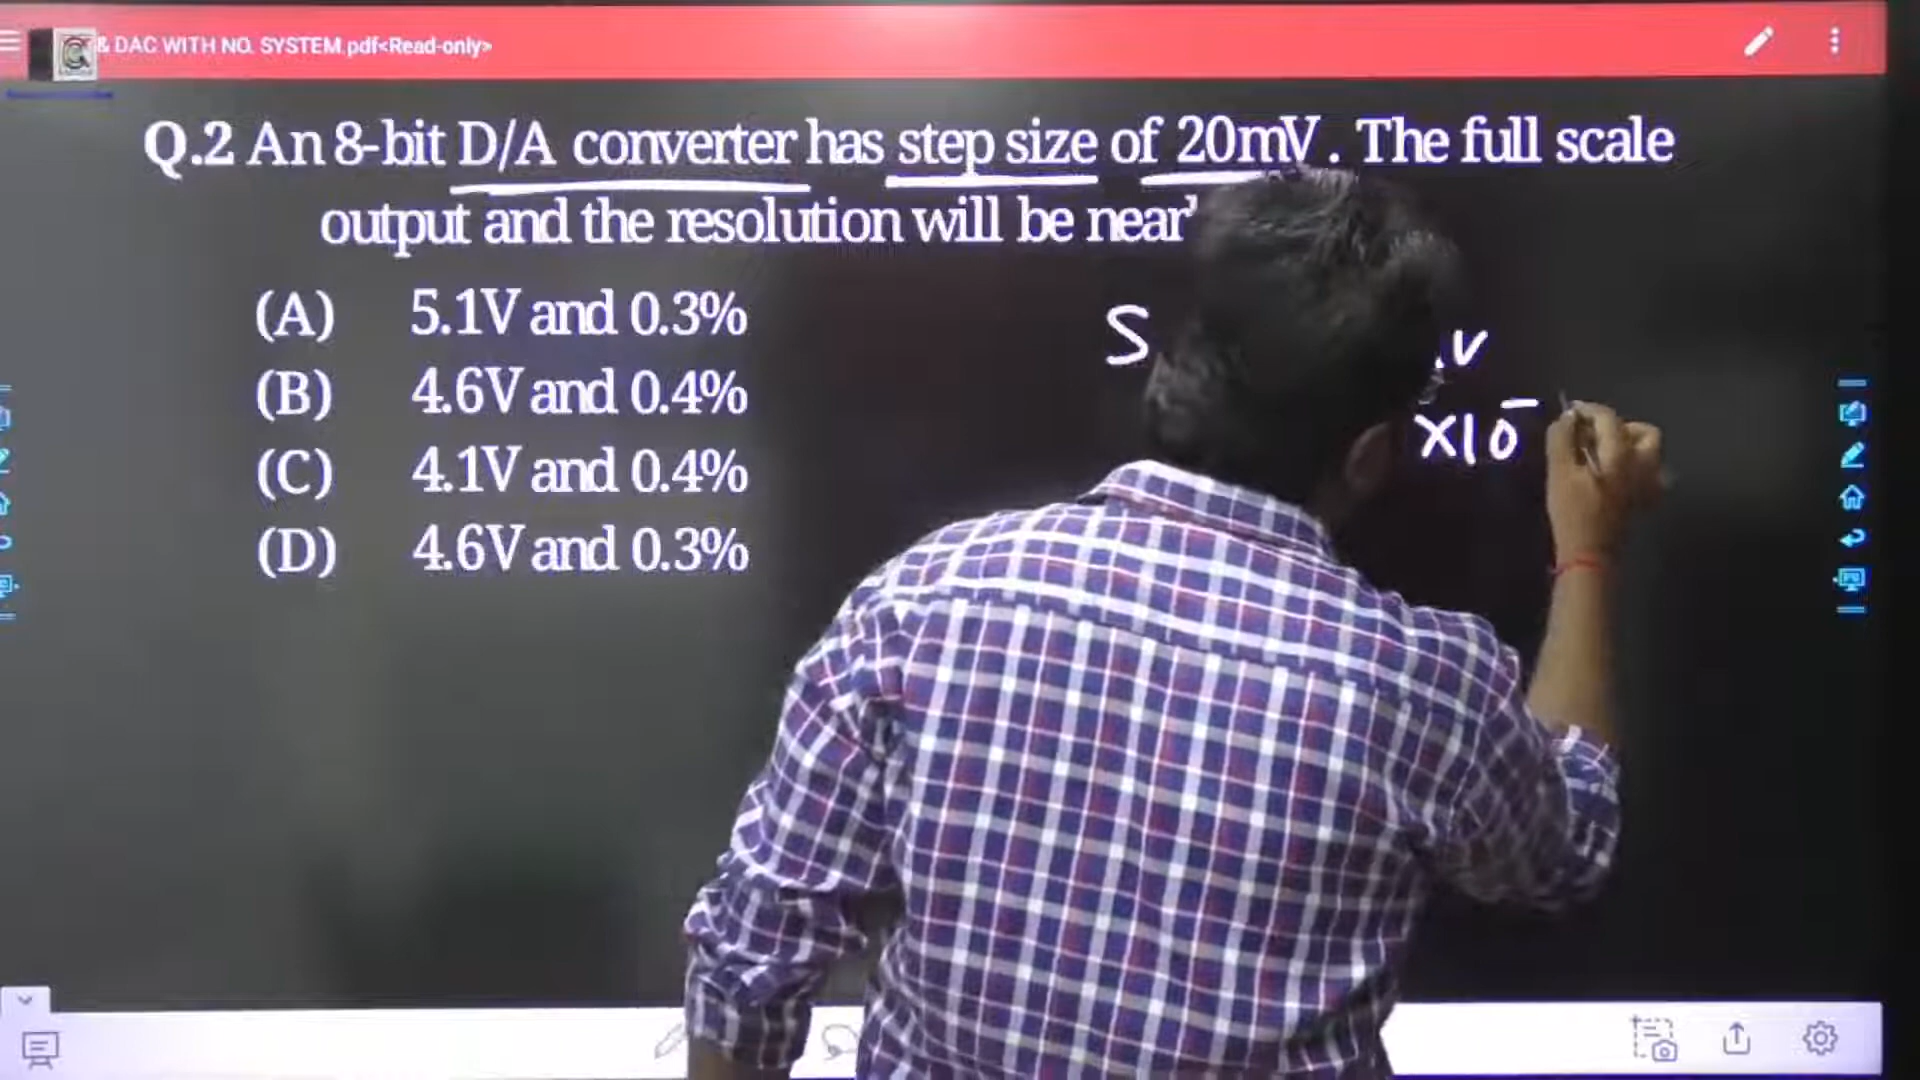 & DAC WITH NO. SYSTEM.pdf<Read-only>
Q.2 An 8-bit D/A converter has step size of 20mV. The full scale
output and the resolution will be near
(A) 5.1V and 0.3%
(B) 4.6V and 0.4%
(C) 4.1V and 0.4%
(D) 4.6V and 0.3%
S
V
×10⁻